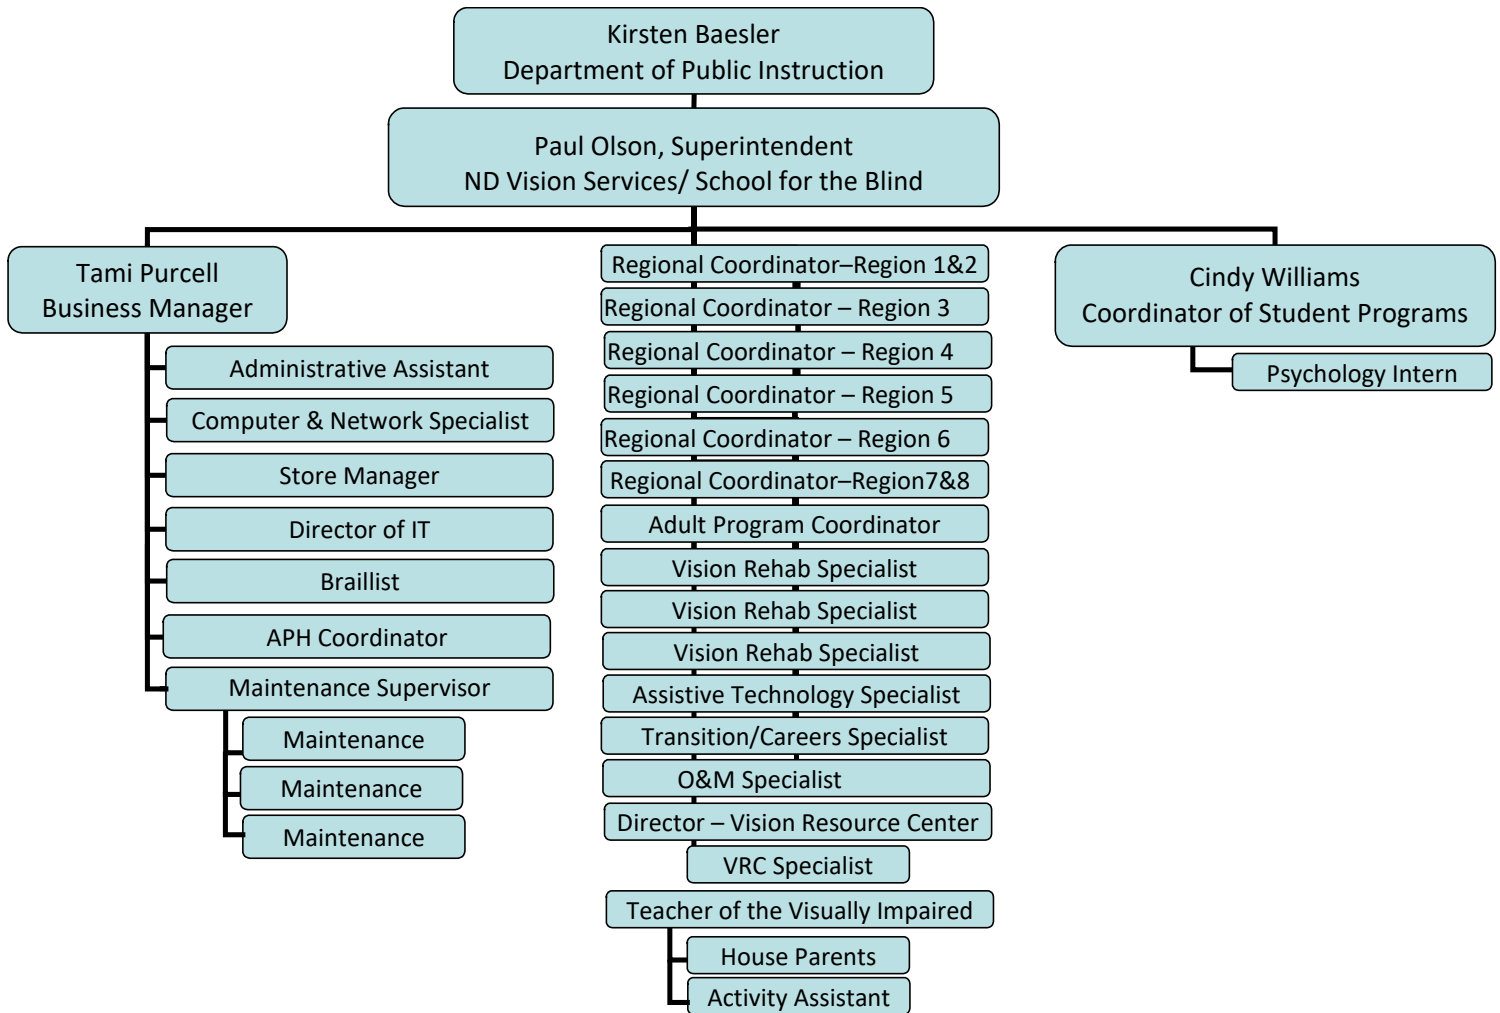 Kirsten Baesler
Department of Public Instruction
Paul Olson, Superintendent
ND Vision Services/ School for the Blind
Tami Purcell
Business Manager
Administrative Assistant
Computer & Network Specialist
Store Manager
Director of IT
Braillist
APH Coordinator
Maintenance Supervisor
Maintenance
Maintenance
Maintenance
Regional Coordinator–Region 1&2
Regional Coordinator – Region 3
Regional Coordinator – Region 4
Regional Coordinator – Region 5
Regional Coordinator – Region 6
Regional Coordinator–Region7&8
Adult Program Coordinator
Vision Rehab Specialist
Vision Rehab Specialist
Vision Rehab Specialist
Assistive Technology Specialist
Transition/Careers Specialist
O&M Specialist
Director – Vision Resource Center
VRC Specialist
Teacher of the Visually Impaired
House Parents
Activity Assistant
Cindy Williams
Coordinator of Student Programs
Psychology Intern